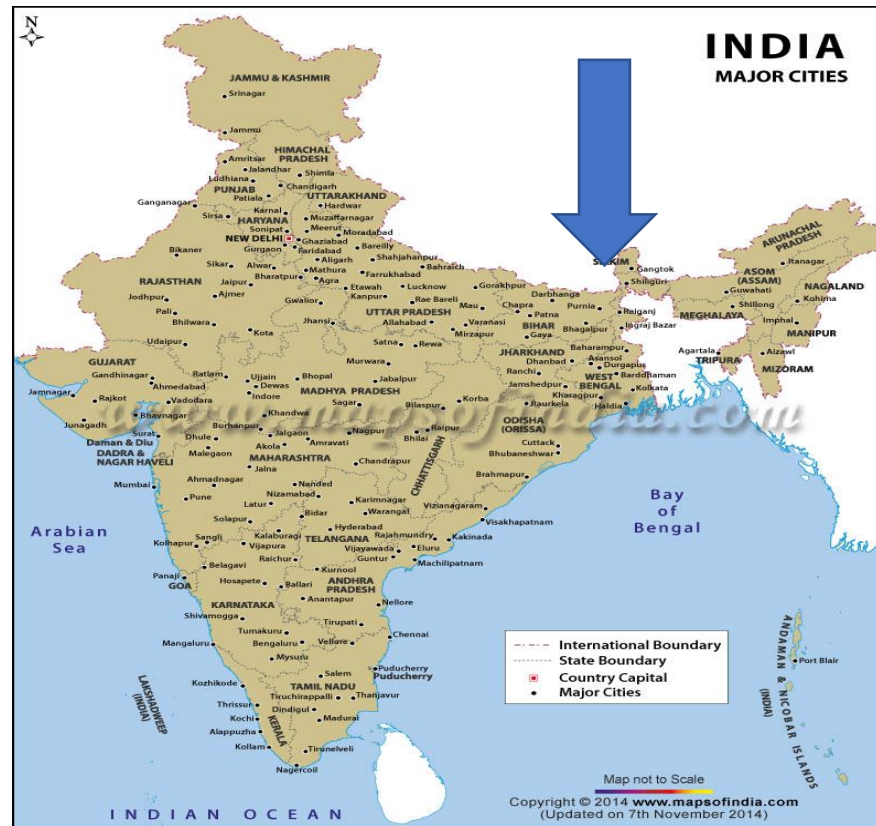 N
INDIA
MAJOR CITIES
JAMMU & KASHMIR
Srinagar
Jammu
HIMACHAL
PRADESH
Amritsar
Jalandhar
Shimla
Ludhiana
PUNJAB
Chandigarh
Patiala
UTTARAKHAND
Ganganagar
Karnal
Hardwar
Sirsa
HARYANA
Muzaffarnagar
Sonipat
Meerut
Moradabad
NEW DELHI
Ghaziabad
Gurgaon
Faridabad
Bareilly
Bikaner
Aligarh
Shahjahanpur
Sikar
Alwar
Mathura
Bahraich
RAJASTHAN
Jaipur
Bharatpur
Agra
Farrukhabad
Etawah
Lucknow
Gorakhpur
Jodhpur
Ajmer
Gwalior
Kanpur
Rae Bareli
Pali
UTTAR PRADESH
Mau
Bhilwara
Kota
Jhansi
Allahabad
Varanasi
Mirzapur
Udaipur
Satna
Rewa
Darbhanga
Purnia
Chapra
Patna
BIHAR
Bhagalpur
Gaya
Gangtok
Shiliguri
Raiganj
Ingraj Bazar
ARUNACHAL
PRADESH
Itanagar
ASOM
(ASSAM)
Guwahati
NAGALAND
Kohima
Shillong
MEGHALAYA
Imphal
MANIPUR
Agartala
TRIPURA
Aizawl
MIZORAM
JHARKHAND
Baharampur
Dhanbad
Asansol
Durgapur
Ranchi
WEST
BENGAL
Barddhaman
Jamshedpur
Kolkata
Kharagpur
Raurkela
Haldia
GUJARAT
Gandhinagar
Ratlam
Ujjain
Bhopal
Murwara
Ahmedabad
Dewas
Jabalpur
Jamnagar
Indore
MADHYA PRADESH
Rajkot
Vadodara
Sagar
Korba
Bhavnagar
Khandwa
Bilaspur
Junagadh
Surat
Burhanpur
Nagpur
Raipur
ODISHA
(ORISSA)
Daman & Diu
Dhule
Jalgaon
Bhilai
DADRA &
NAGAR HAVELI
Malegaon
Akola
Amravati
Cuttack
MAHARASHTRA
CHHATTISGARH
Bhubaneshwar
Jalna
Chandrapur
Mumbai
Ahmadnagar
Brahmapur
Pune
Nanded
Latur
Nizamabad
Karimnagar
Vizianagaram
Bidar
Warangal
Visakhapatnam
Solapur
Hyderabad
Kalaburagi
TELANGANA
Rajahmundry
Kakinada
Sangli
Kolhapur
Vijapura
Vijayawada
Eluru
Raichur
Guntur
Machilipatnam
Belagavi
Kurnool
Panaji
GOA
Hosapete
Ballari
ANDHRA
PRADESH
Anantapur
KARNATAKA
Nellore
Shivamogga
Tirupati
Tumakuru
Chennai
Mangaluru
Bengaluru
Vellore
Mysuru
Puducherry
Puducherry
Salem
Kozhikode
TAMIL NADU
Tiruchirappalli
Thanjavur
Thrissur
Dindigul
Kochi
KERALA
Madurai
Alappuzha
Kollam
Tirunelveli
Nagercoil
LAKSHADWEEP
(INDIA)
Arabian
Sea
Bay
of
Bengal
INDIAN OCEAN
www.mapsofindia.com
International Boundary
State Boundary
Country Capital
Major Cities
Port Blair
ANDAMAN & NICOBAR ISLANDS
(INDIA)
Map not to Scale
Copyright © 2014 www.mapsofindia.com
(Updated on 7th November 2014)